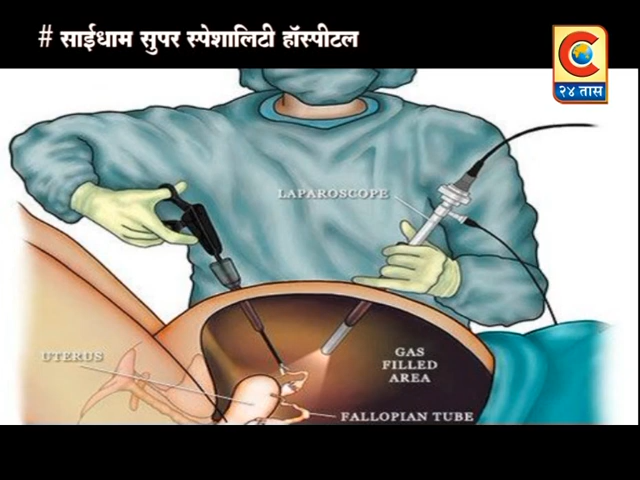 # साईधाम सुपर स्पेशालिटी हॉस्पीटल
C
२४ तास
LAPAROSCOPE
UTERUS
GAS
FILLED
AREA
FALLOPIAN TUBE